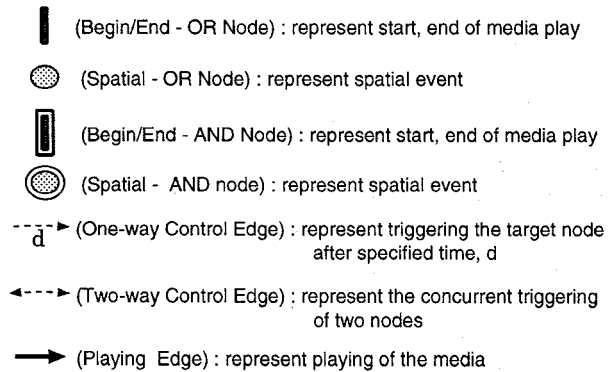 (Begin/End - OR Node) : represent start, end of media play
(Spatial - OR Node) : represent spatial event
(Begin/End - AND Node) : represent start, end of media play
(Spatial - AND node) : represent spatial event
d (One-way Control Edge) : represent triggering the target node
after specified time, d
(Two-way Control Edge) : represent the concurrent triggering
of two nodes
(Playing Edge) : represent playing of the media